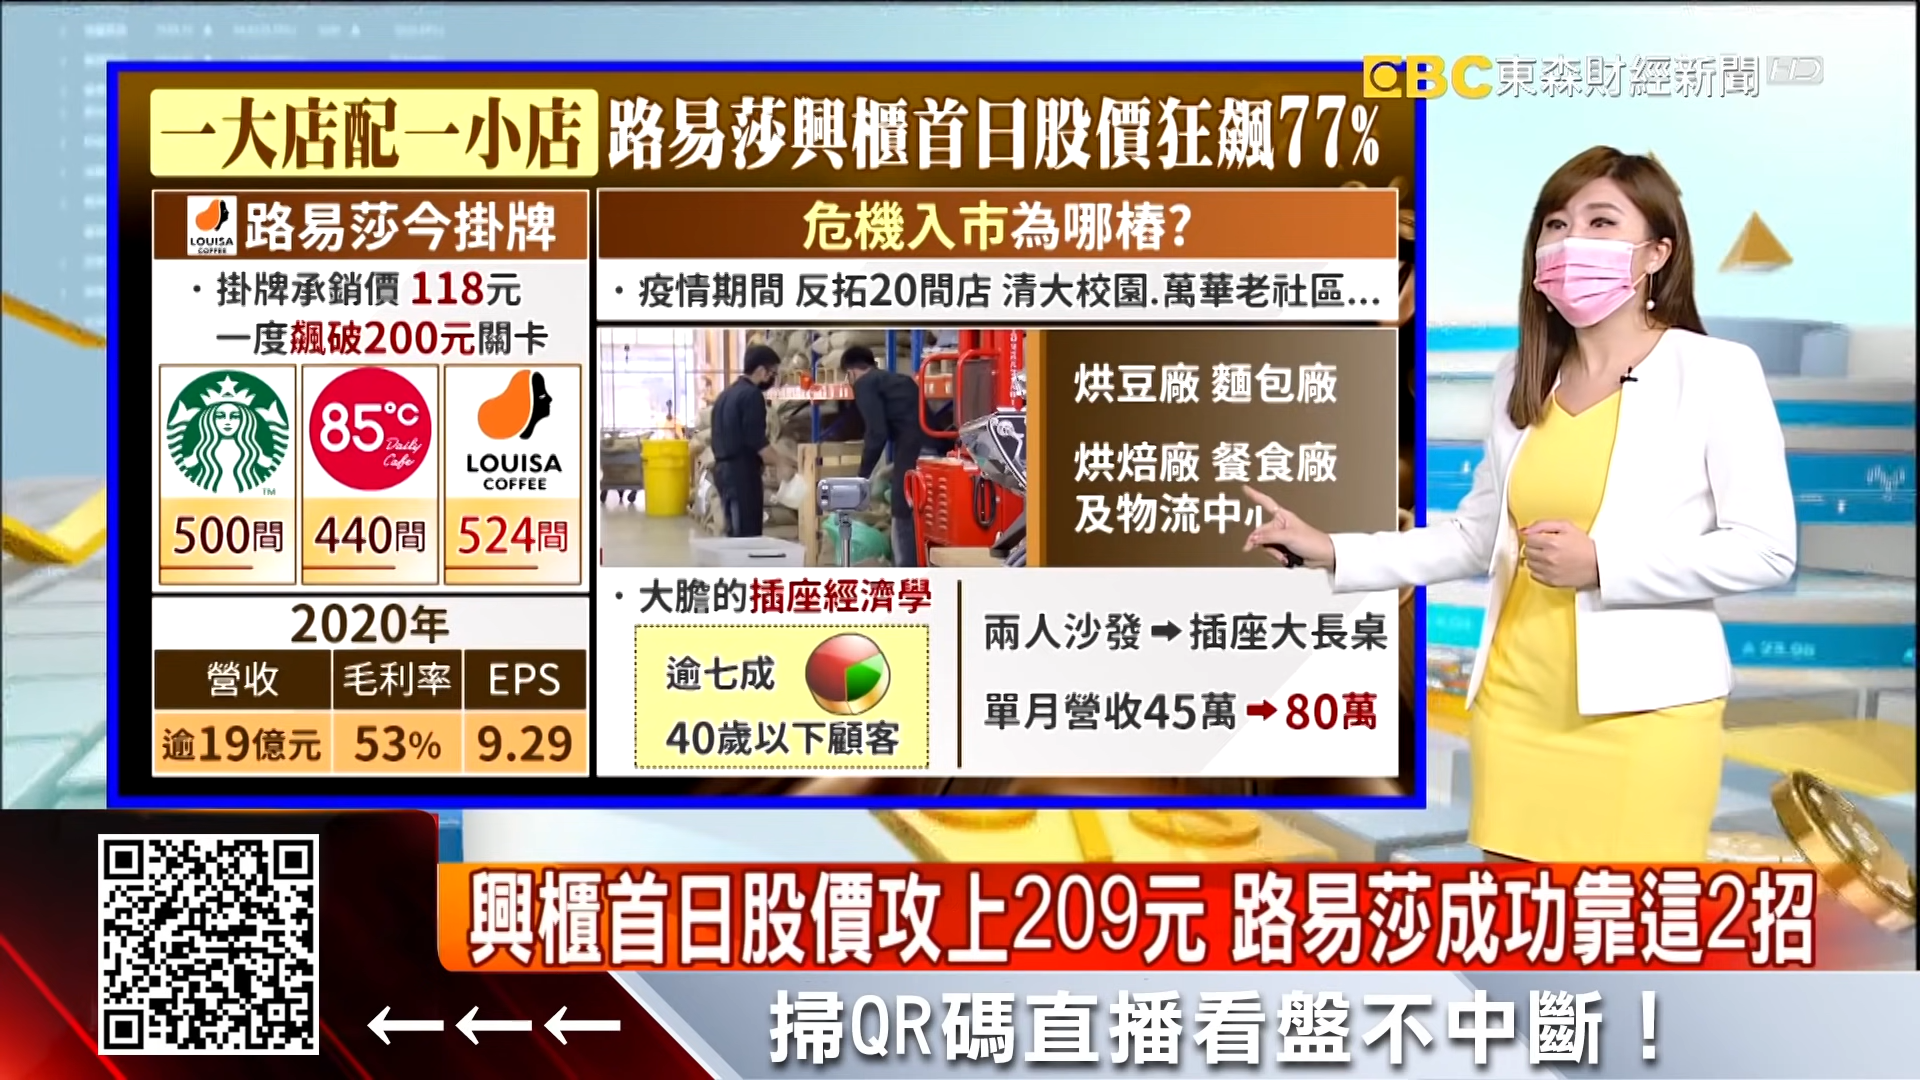 EBC東森財經新聞HD
一大店配一小店 路易莎興櫃首日股價狂飆77%
LOUISA COFFEE 路易莎今掛牌
・掛牌承銷價 118元
一度飆破200元關卡
85°C Daily Cafe
LOUISA COFFEE
500間 440間 524間
2020年
營收 毛利率 EPS
逾19億元 53% 9.29
危機入市為哪樁?
・疫情期間 反拓20間店 清大校園.萬華老社區...
烘豆廠 麵包廠
烘焙廠 餐食廠
及物流中心
・大膽的插座經濟學
逾七成
40歲以下顧客
兩人沙發➡插座大長桌
單月營收45萬➡80萬
興櫃首日股價攻上209元 路易莎成功靠這2招
←←← 掃QR碼直播看盤不中斷！